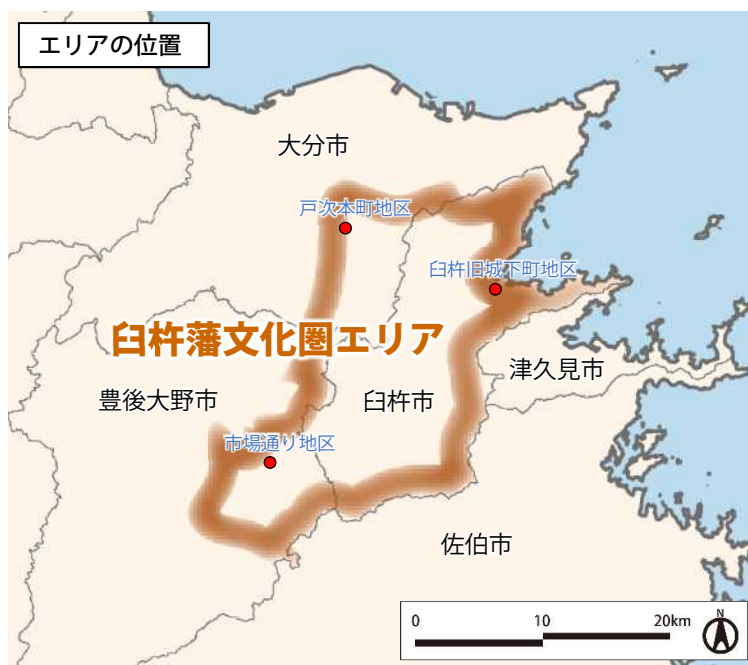 エリアの位置
大分市
戸次本町地区
臼杵旧城下町地区
臼杵藩文化圏エリア
津久見市
豊後大野市
臼杵市
市場通り地区
佐伯市
0 10 20km
N